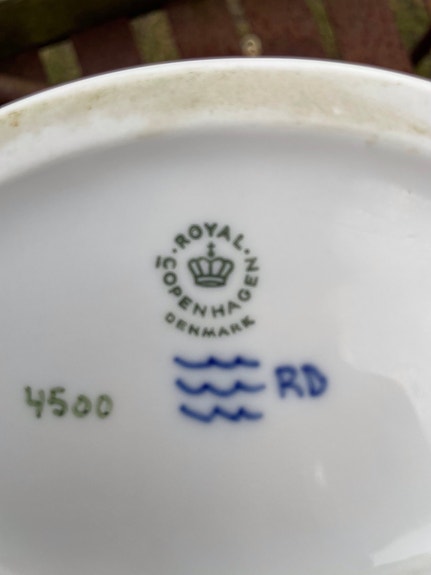 · ROYAL ·
COPENHAGEN
DENMARK
4500
RD